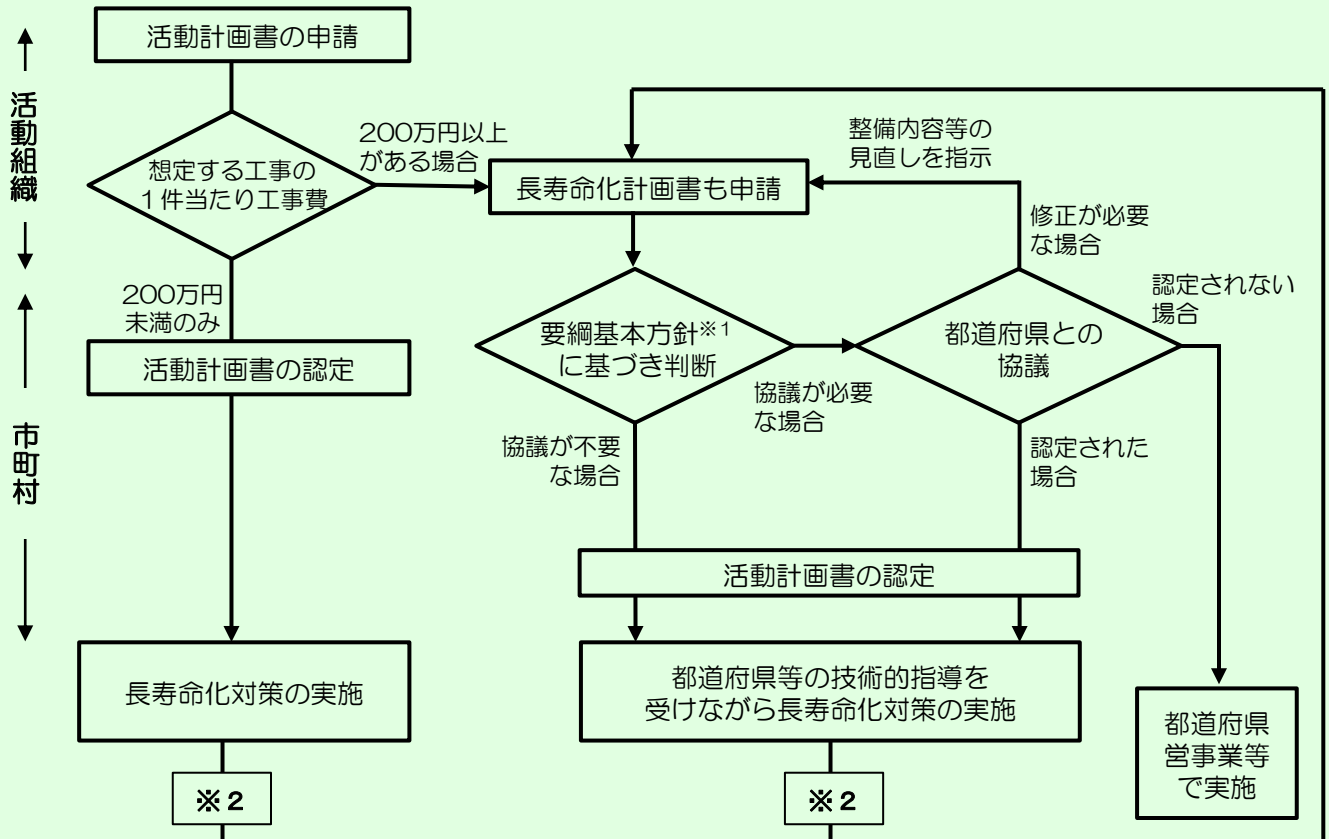 活動計画書の申請
活動組織
想定する工事の
1件当たり工事費
200万円以上
がある場合
長寿命化計画書も申請
整備内容等の
見直しを指示
修正が必要
な場合
200万円
未満のみ
市町村
活動計画書の認定
要綱基本方針※1
に基づき判断
協議が必要
な場合
都道府県との
協議
認定されない
場合
協議が不要
な場合
認定された
場合
活動計画書の認定
長寿命化対策の実施
都道府県等の技術的指導を
受けながら長寿命化対策の実施
都道府県
営事業等
で実施
※2
※2